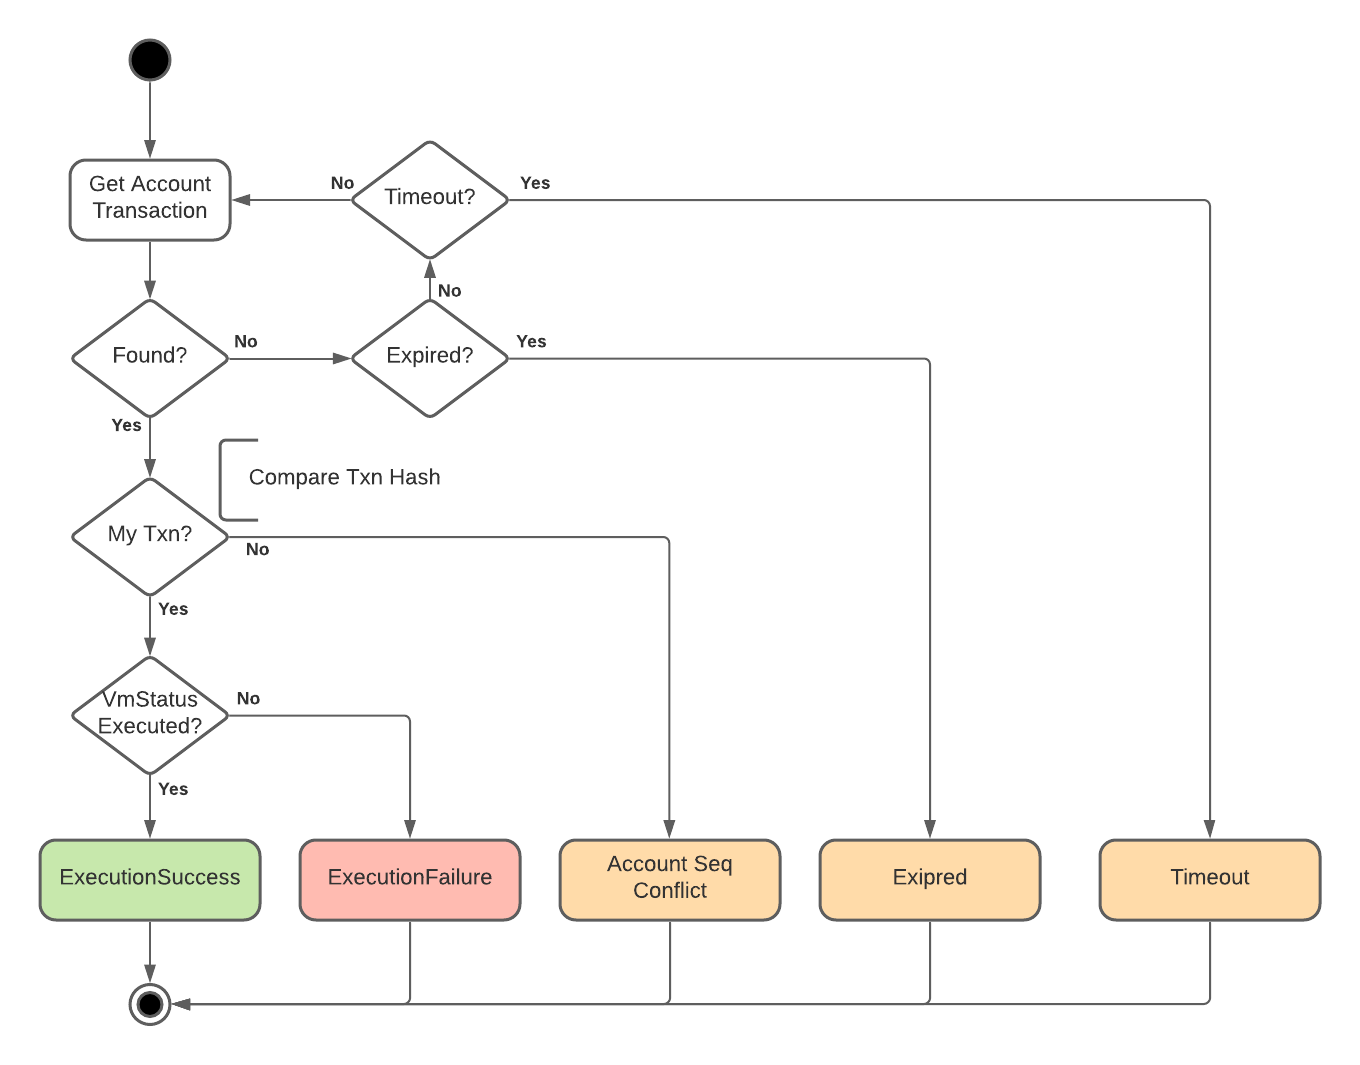 Get Account
Transaction
No
Timeout?
Yes
No
Found?
No
Expired?
Yes
Yes
Compare Txn Hash
My Txn?
No
Yes
VmStatus
Executed?
No
Yes
ExecutionSuccess
ExecutionFailure
Account Seq
Conflict
Exipred
Timeout